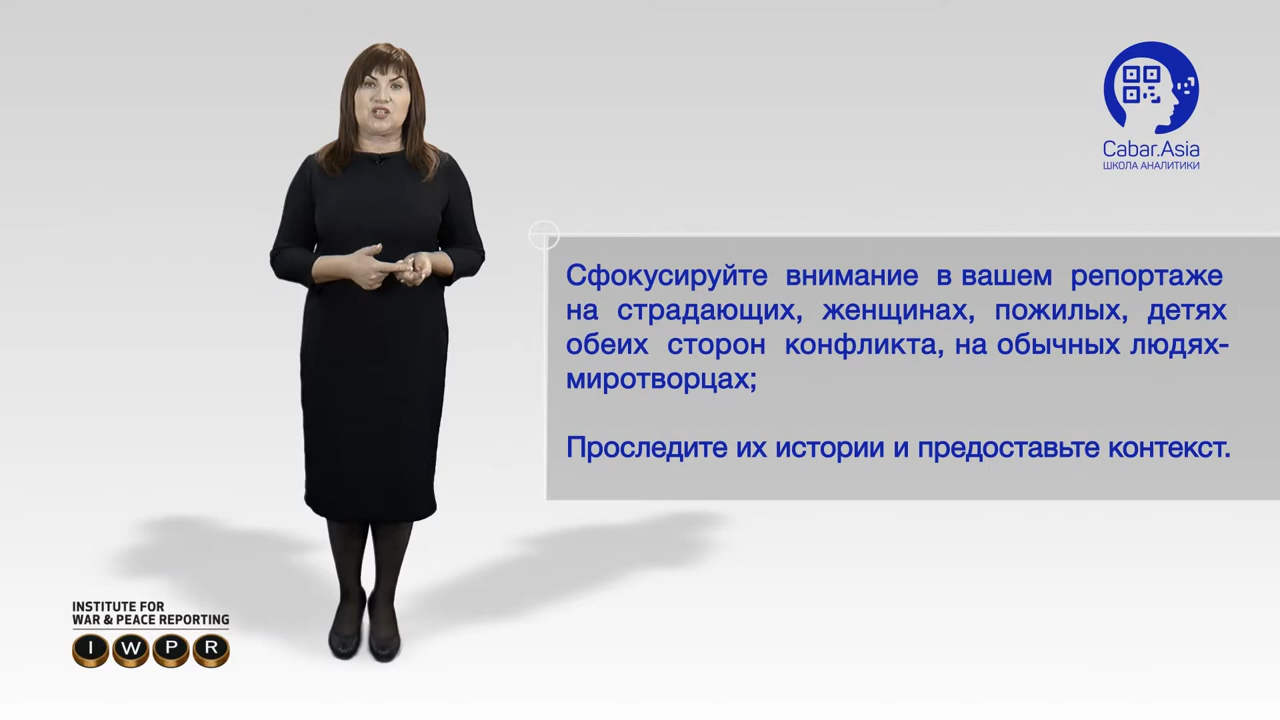 Cabar.Asia
ШКОЛА АНАЛИТИКИ
Сфокусируйте внимание в вашем репортаже
на страдающих, женщинах, пожилых, детях
обеих сторон конфликта, на обычных людях-
миротворцах;
Проследите их истории и предоставьте контекст.
INSTITUTE FOR
WAR & PEACE REPORTING
I W P R